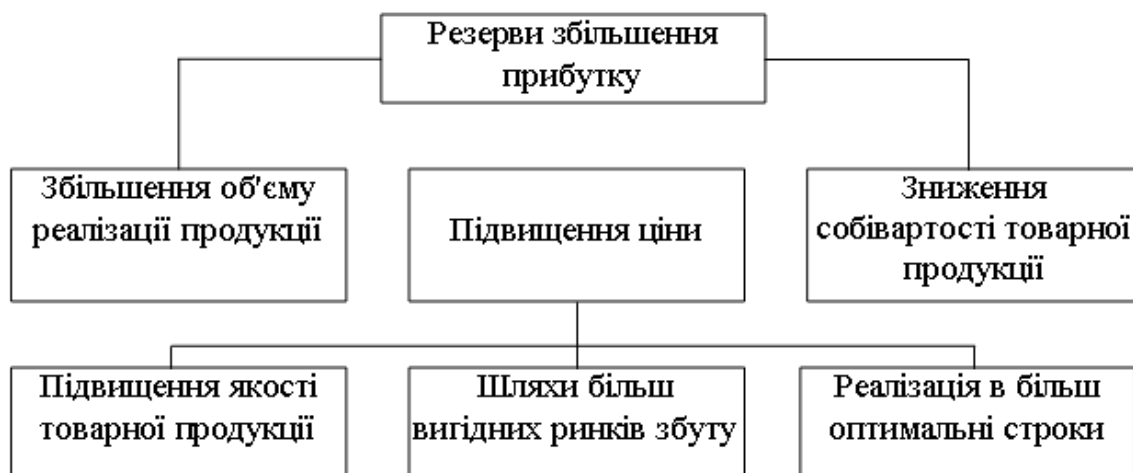 Резерви збільшення
прибутку
Збільшення об'єму
реалізації продукції
Підвищення ціни
Зниження
собівартості товарної
продукції
Підвищення якості
товарної продукції
Шляхи більш
вигідних ринків збуту
Реалізація в більш
оптимальні строки